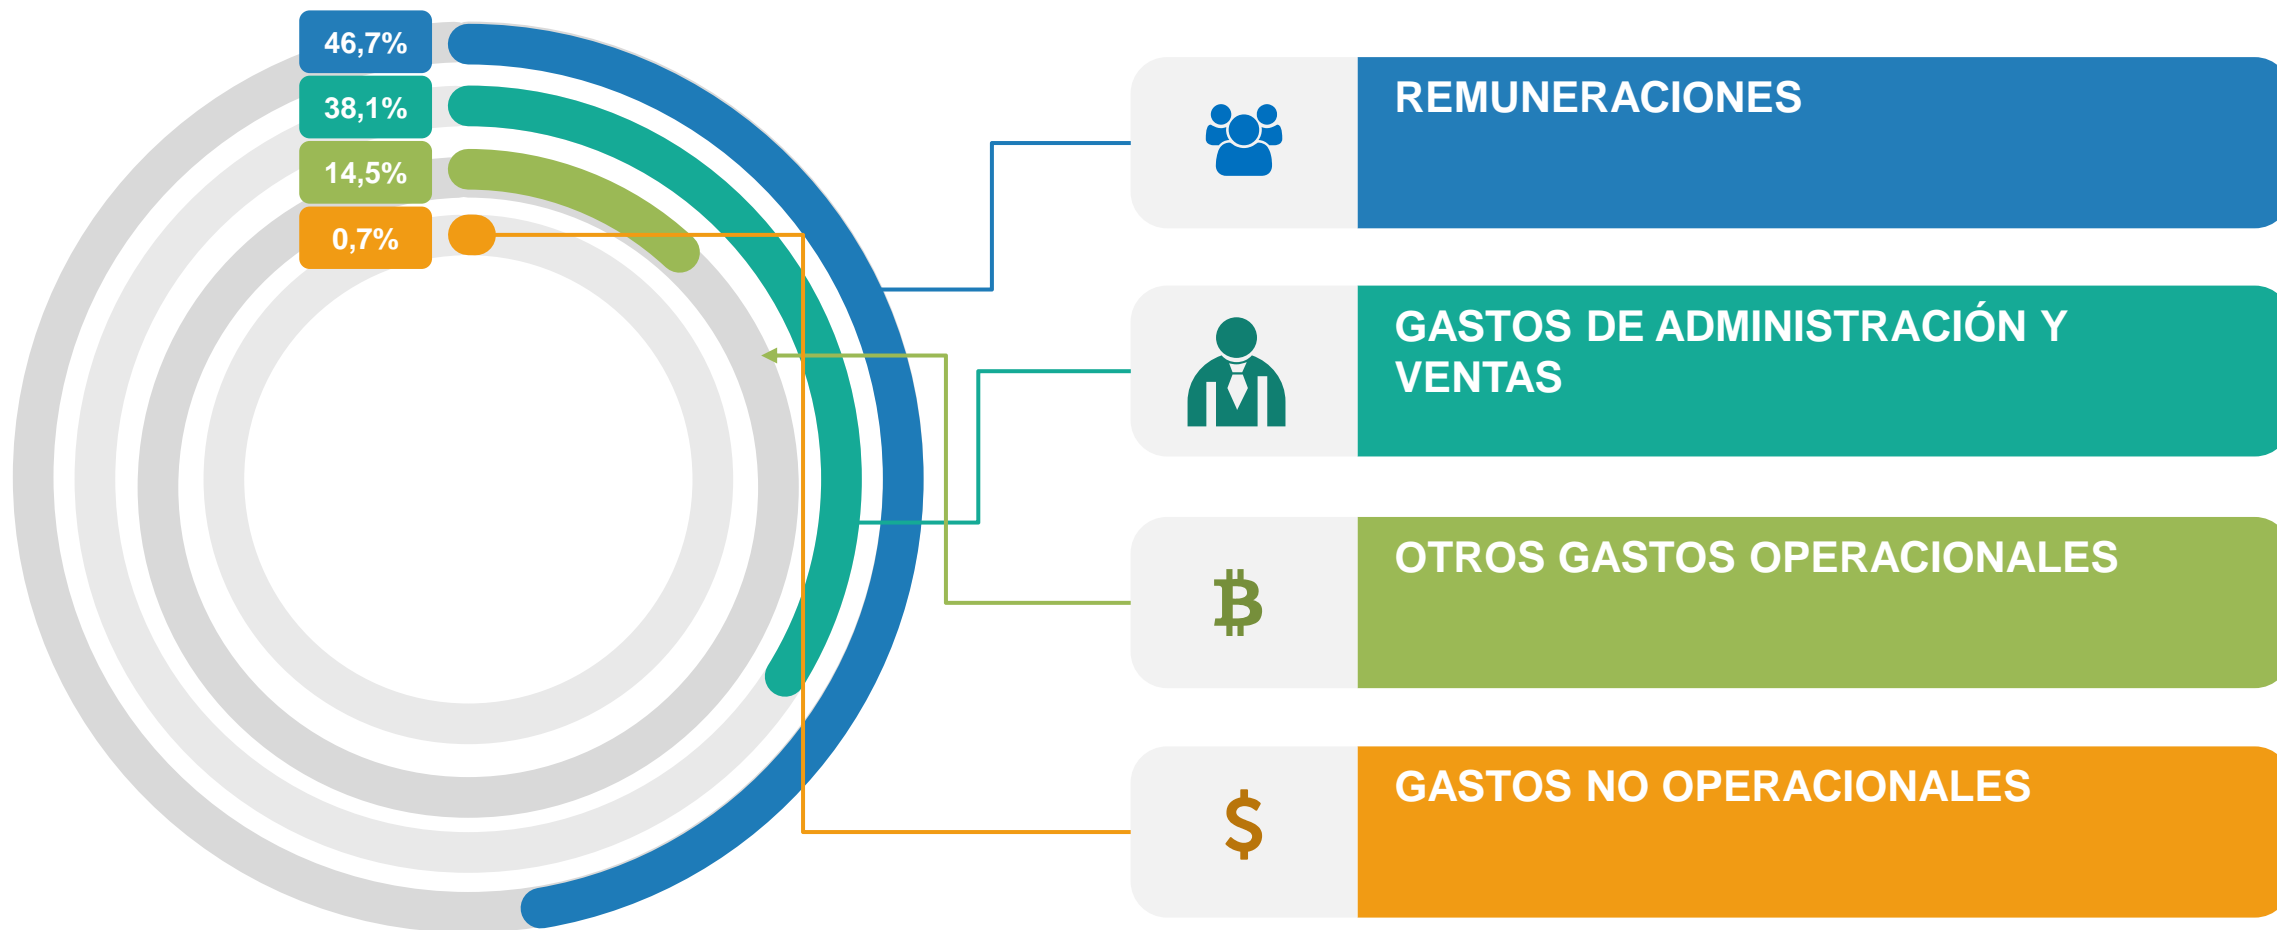 46,7%
38,1%
14,5%
0,7%
REMUNERACIONES
GASTOS DE ADMINISTRACIÓN Y
VENTAS
OTROS GASTOS OPERACIONALES
GASTOS NO OPERACIONALES